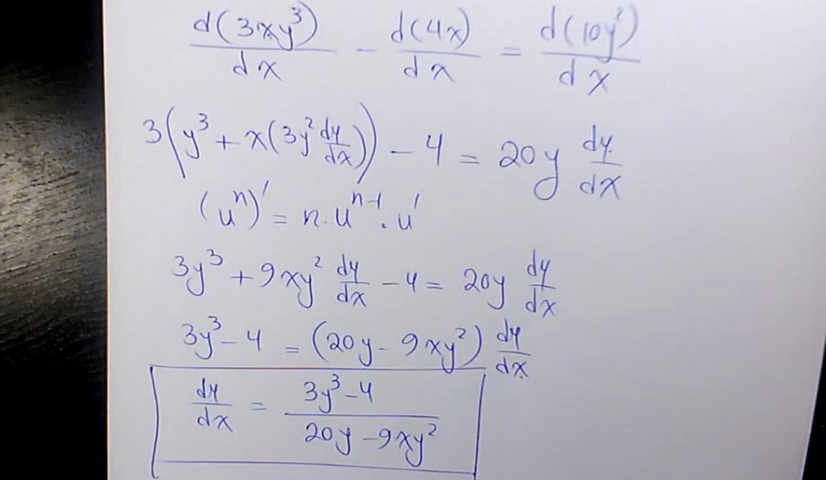 d(3xy³)/dx − d(4x)/dx = d(10y²)/dx
3(y³ + x(3y² dy/dx)) − 4 = 20y dy/dx
(uⁿ)' = n.uⁿ⁻¹.u'
3y³ + 9xy² dy/dx − 4 = 20y dy/dx
3y³ − 4 = (20y − 9xy²) dy/dx
dy/dx = (3y³ − 4)/(20y − 9xy²)